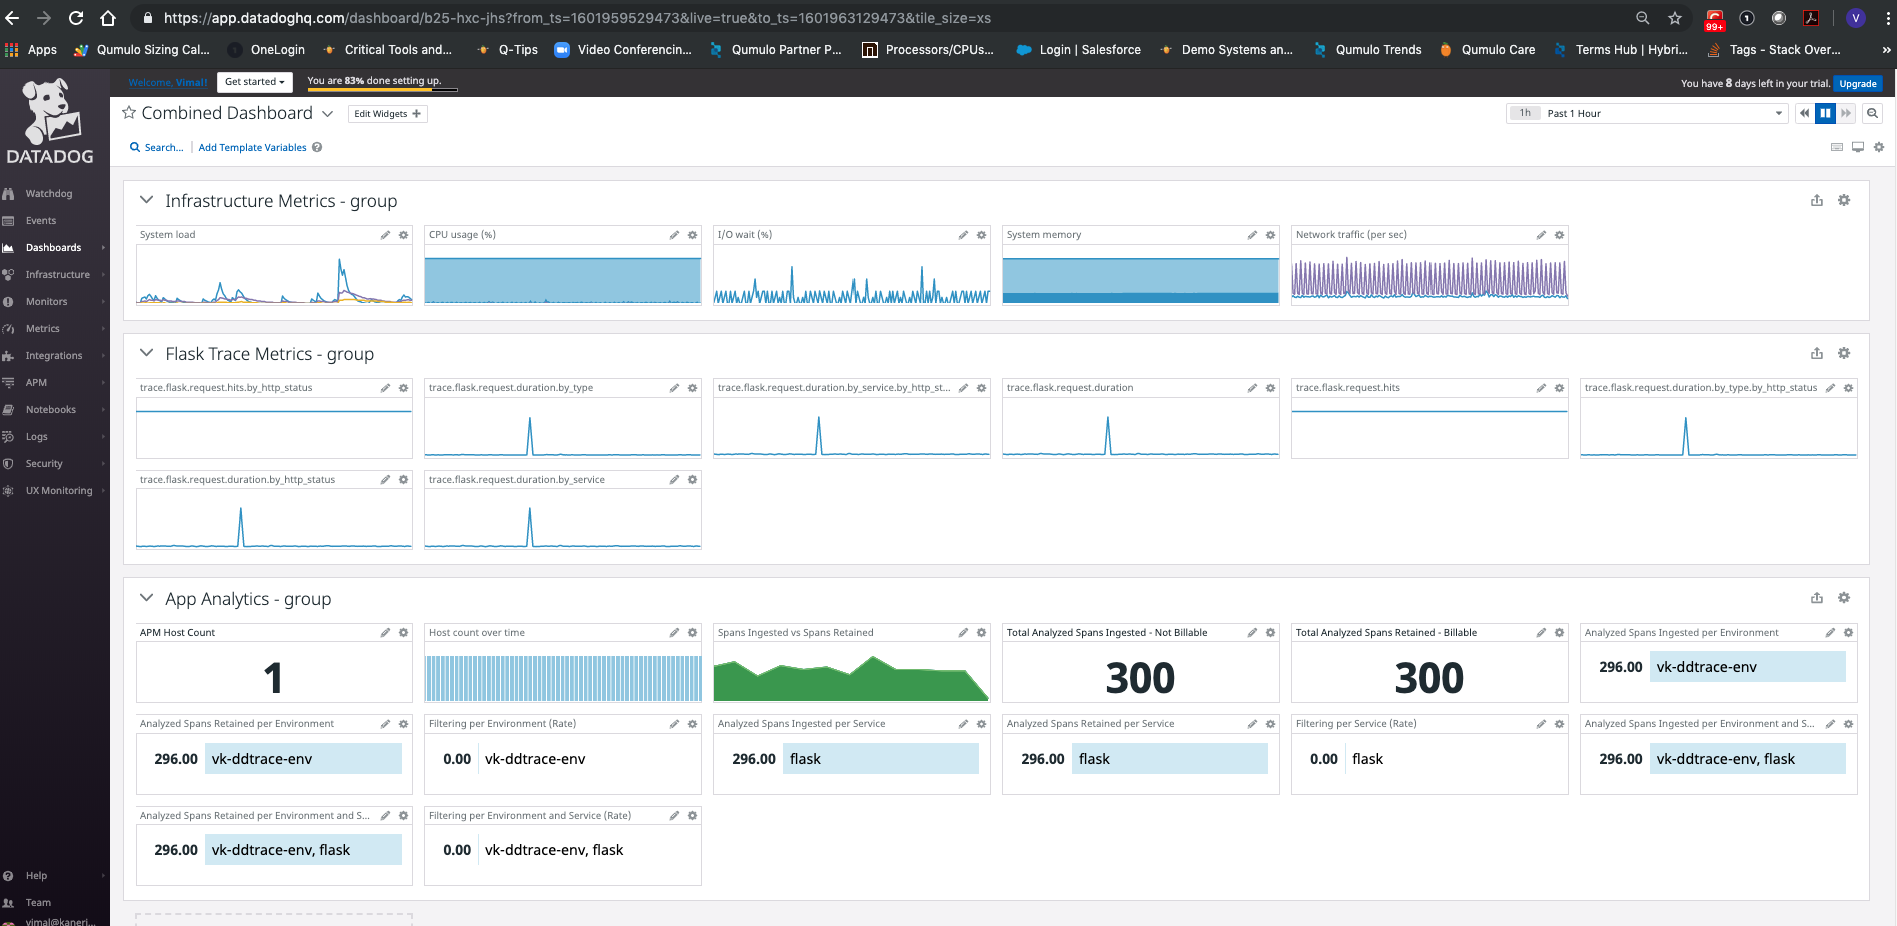 https://app.datadoghq.com/dashboard/b25-hxc-jhs?from_ts=1601959529473&live=true&to_ts=1601963129473&tile_size=xs
99+
1
V
Apps Qumulo Sizing Cal... OneLogin Critical Tools and... Q-Tips Video Conferencin... Qumulo Partner P... Processors/CPUs... Login | Salesforce Demo Systems an... Qumulo Trends Qumulo Care Terms Hub | Hybri... Tags - Stack Over... »
Welcome, Vimal! Get started You are 83% done setting up. You have 8 days left in your trial. Upgrade
DATADOG
Combined Dashboard Edit Widgets + 1h Past 1 Hour
Search... Add Template Variables ?
Watchdog
Events
Dashboards
Infrastructure
Monitors
Metrics
Integrations
APM
Notebooks
Logs
Security
UX Monitoring
Help
Team
vimal@kaneri...
Infrastructure Metrics - group
System load CPU usage (%) I/O wait (%) System memory Network traffic (per sec)
Flask Trace Metrics - group
trace.flask.request.hits.by_http_status trace.flask.request.duration.by_type trace.flask.request.duration.by_service.by_http_st... trace.flask.request.duration trace.flask.request.hits trace.flask.request.duration.by_type.by_http_status
trace.flask.request.duration.by_http_status trace.flask.request.duration.by_service
App Analytics - group
APM Host Count Host count over time Spans Ingested vs Spans Retained Total Analyzed Spans Ingested - Not Billable Total Analyzed Spans Retained - Billable Analyzed Spans Ingested per Environment
1 300 300 296.00 vk-ddtrace-env
Analyzed Spans Retained per Environment Filtering per Environment (Rate) Analyzed Spans Ingested per Service Analyzed Spans Retained per Service Filtering per Service (Rate) Analyzed Spans Ingested per Environment and S...
296.00 vk-ddtrace-env 0.00 vk-ddtrace-env 296.00 flask 296.00 flask 0.00 flask 296.00 vk-ddtrace-env, flask
Analyzed Spans Retained per Environment and S... Filtering per Environment and Service (Rate)
296.00 vk-ddtrace-env, flask 0.00 vk-ddtrace-env, flask